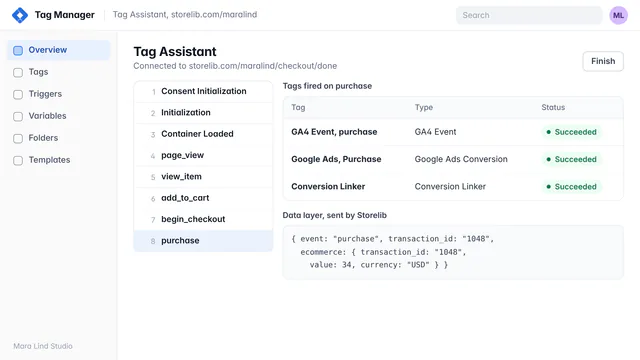 Tag Manager
Tag Assistant, storelib.com/maralind
Search
ML
Overview
Tags
Triggers
Variables
Folders
Templates
Mara Lind Studio
Tag Assistant
Connected to storelib.com/maralind/checkout/done
Finish
1 Consent Initialization
2 Initialization
3 Container Loaded
4 page_view
5 view_item
6 add_to_cart
7 begin_checkout
8 purchase
Tags fired on purchase
Tag Type Status
GA4 Event, purchase GA4 Event Succeeded
Google Ads, Purchase Google Ads Conversion Succeeded
Conversion Linker Conversion Linker Succeeded
Data layer, sent by Storelib
{ event: "purchase", transaction_id: "1048",
ecommerce: { transaction_id: "1048",
value: 34, currency: "USD" } }